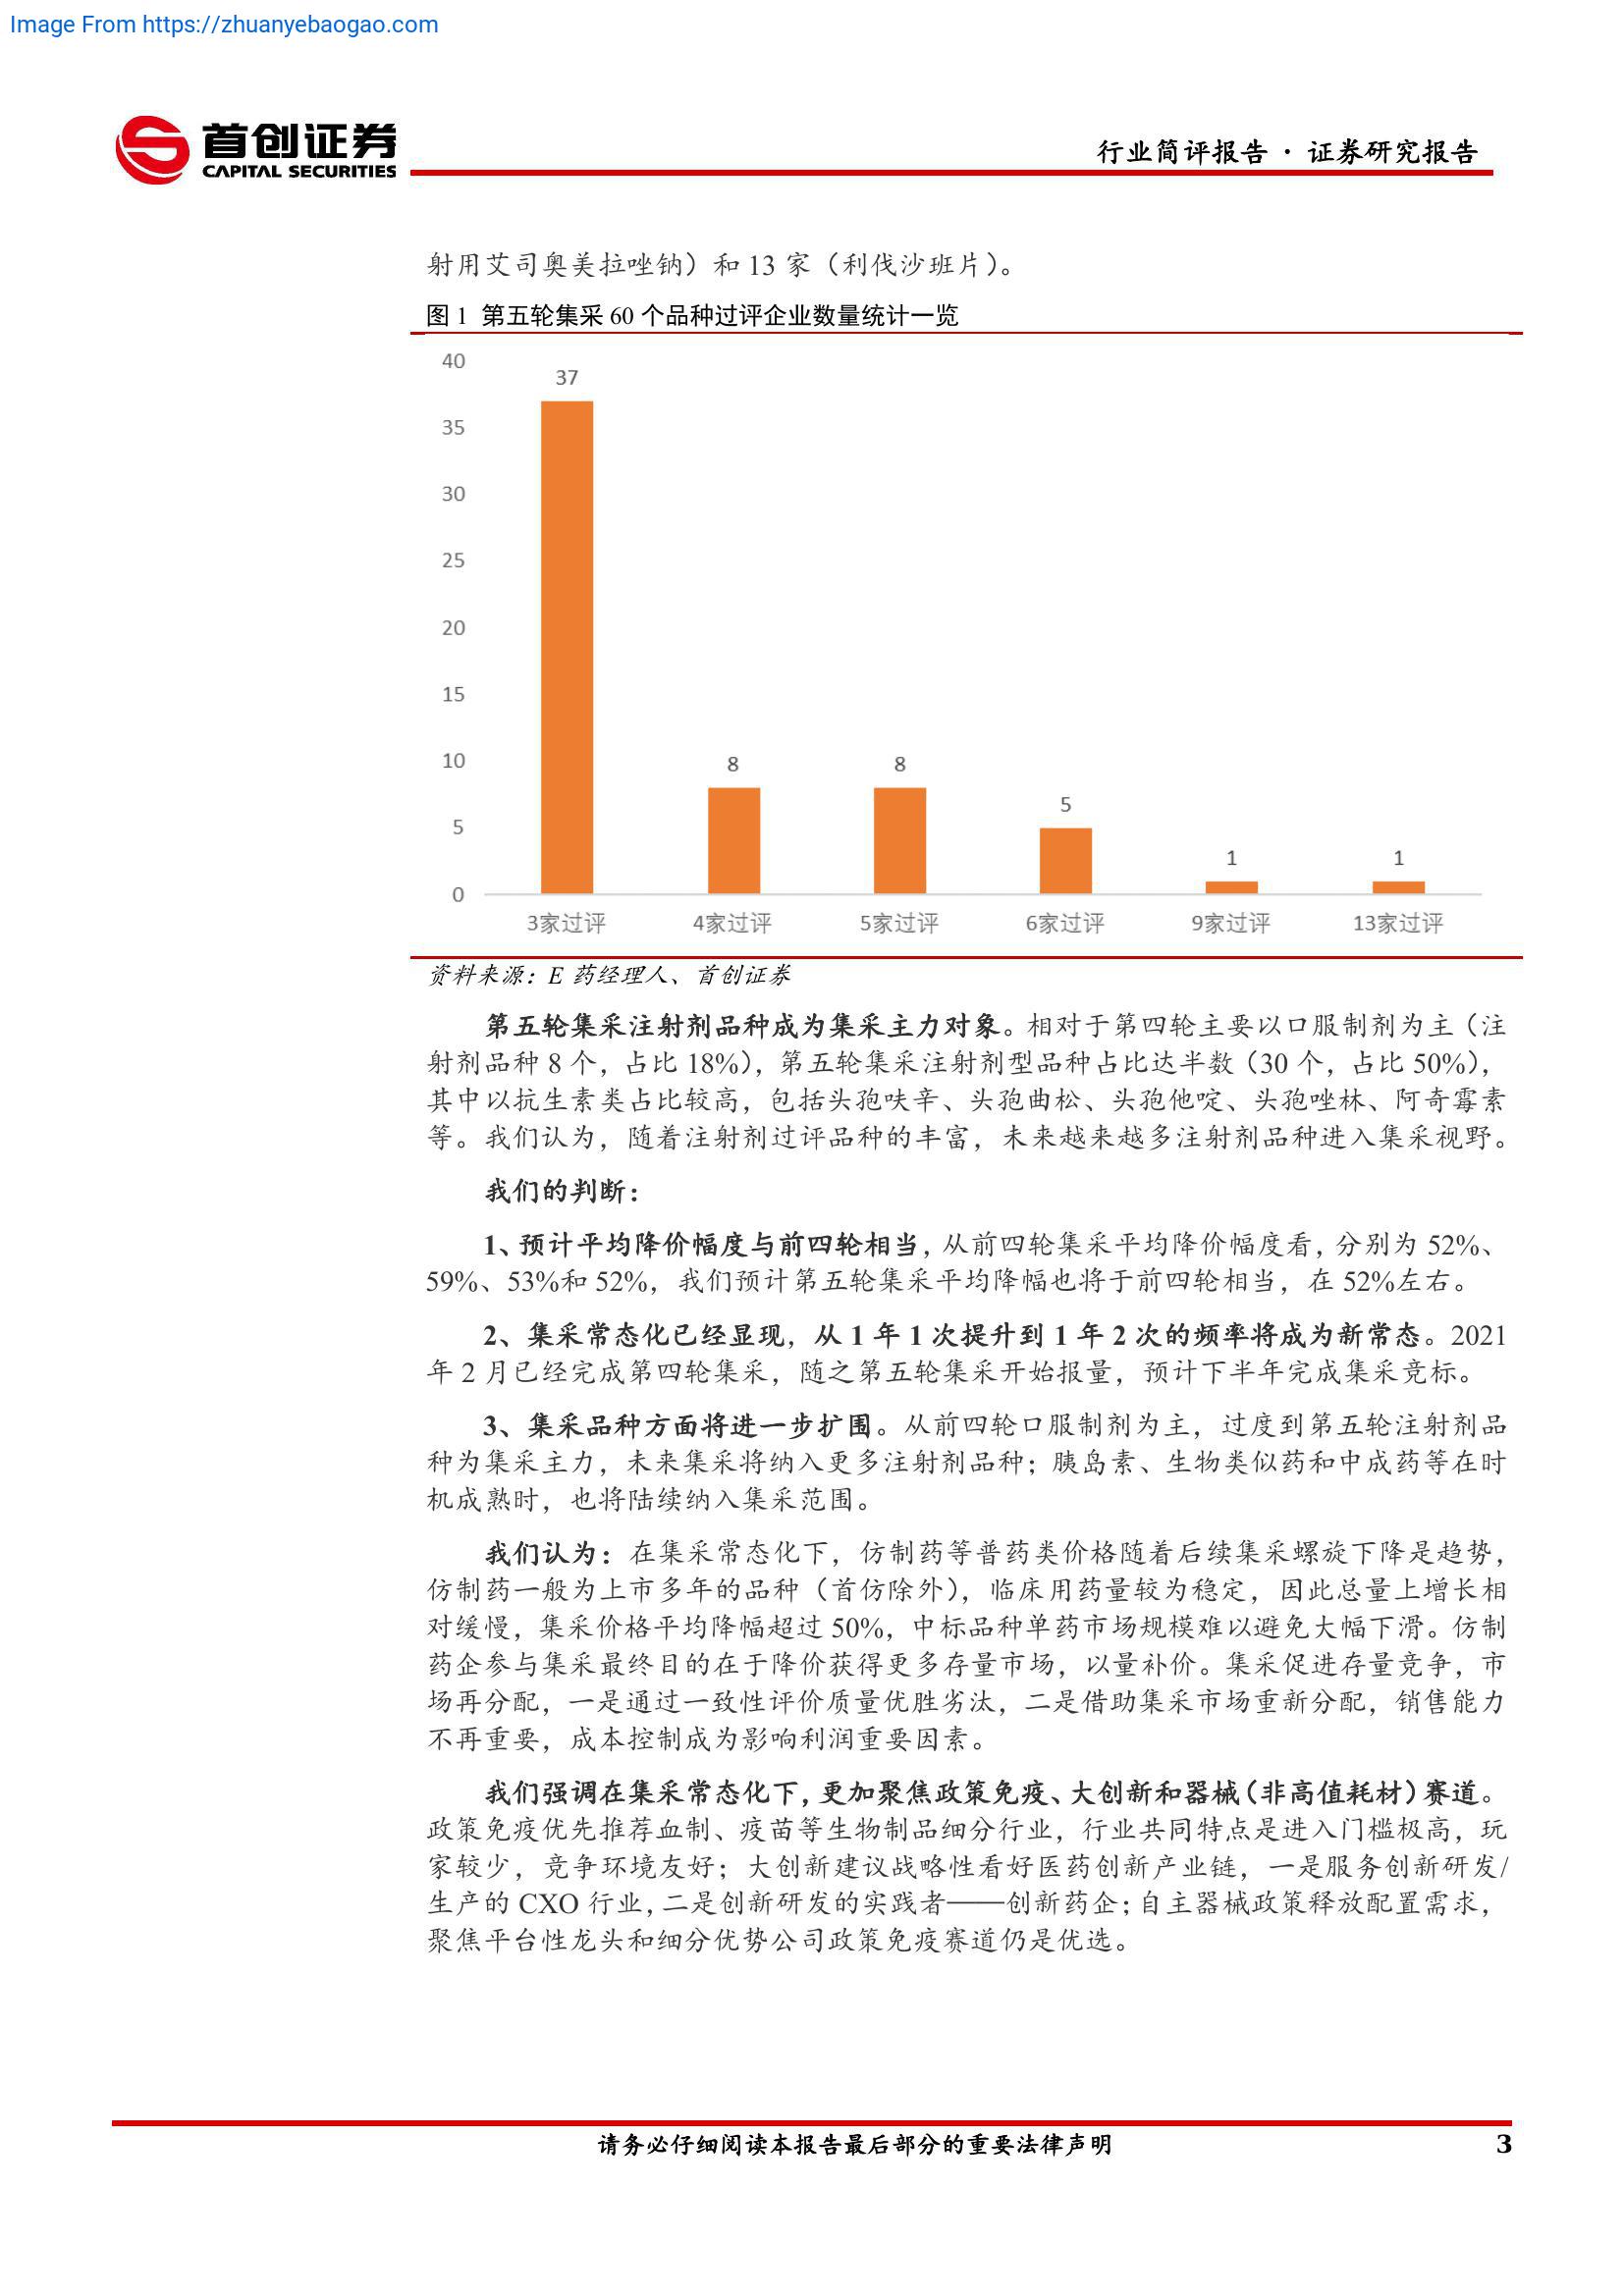 Image From https://zhuanyebaogao.com
首创证券
CAPITAL SECURITIES
行业简评报告 · 证券研究报告
射用艾司奥美拉唑钠）和 13 家（利伐沙班片）。
图 1 第五轮集采 60 个品种过评企业数量统计一览
40
35
30
25
20
15
10
5
0
37
8
8
5
1
1
3家过评
4家过评
5家过评
6家过评
9家过评
13家过评
资料来源：E 药经理人、首创证券
第五轮集采注射剂品种成为集采主力对象。相对于第四轮主要以口服制剂为主（注
射剂品种 8 个，占比 18%），第五轮集采注射剂型品种占比达半数（30 个，占比 50%），
其中以抗生素类占比较高，包括头孢呋辛、头孢曲松、头孢他啶、头孢唑林、阿奇霉素
等。我们认为，随着注射剂过评品种的丰富，未来越来越多注射剂品种进入集采视野。
我们的判断：
1、预计平均降价幅度与前四轮相当，从前四轮集采平均降价幅度看，分别为 52%、
59%、53%和 52%，我们预计第五轮集采平均降幅也将于前四轮相当，在 52%左右。
2、集采常态化已经显现，从 1 年 1 次提升到 1 年 2 次的频率将成为新常态。2021
年 2 月已经完成第四轮集采，随之第五轮集采开始报量，预计下半年完成集采竞标。
3、集采品种方面将进一步扩围。从前四轮口服制剂为主，过度到第五轮注射剂品
种为集采主力，未来集采将纳入更多注射剂品种；胰岛素、生物类似药和中成药等在时
机成熟时，也将陆续纳入集采范围。
我们认为：在集采常态化下，仿制药等普药类价格随着后续集采螺旋下降是趋势，
仿制药一般为上市多年的品种（首仿除外），临床用药量较为稳定，因此总量上增长相
对缓慢，集采价格平均降幅超过 50%，中标品种单药市场规模难以避免大幅下滑。仿制
药企参与集采最终目的在于降价获得更多存量市场，以量补价。集采促进存量竞争，市
场再分配，一是通过一致性评价质量优胜劣汰，二是借助集采市场重新分配，销售能力
不再重要，成本控制成为影响利润重要因素。
我们强调在集采常态化下，更加聚焦政策免疫、大创新和器械（非高值耗材）赛道。
政策免疫优先推荐血制、疫苗等生物制品细分行业，行业共同特点是进入门槛极高，玩
家较少，竞争环境友好；大创新建议战略性看好医药创新产业链，一是服务创新研发/
生产的 CXO 行业，二是创新研发的实践者——创新药企；自主器械政策释放配置需求，
聚焦平台性龙头和细分优势公司政策免疫赛道仍是优选。
请务必仔细阅读本报告最后部分的重要法律声明
3